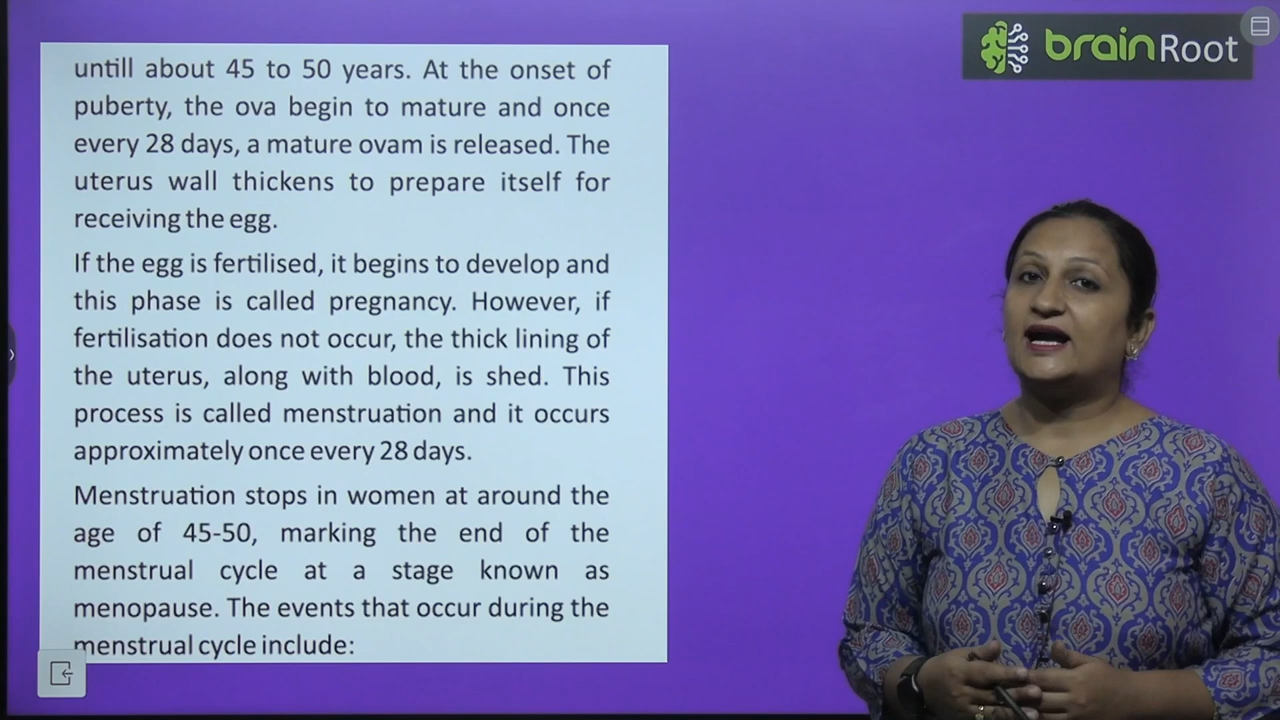 brainRoot
untill about 45 to 50 years. At the onset of
puberty, the ova begin to mature and once
every 28 days, a mature ovam is released. The
uterus wall thickens to prepare itself for
receiving the egg.
If the egg is fertilised, it begins to develop and
this phase is called pregnancy. However, if
fertilisation does not occur, the thick lining of
the uterus, along with blood, is shed. This
process is called menstruation and it occurs
approximately once every 28 days.
Menstruation stops in women at around the
age of 45-50, marking the end of the
menstrual cycle at a stage known as
menopause. The events that occur during the
menstrual cycle include: